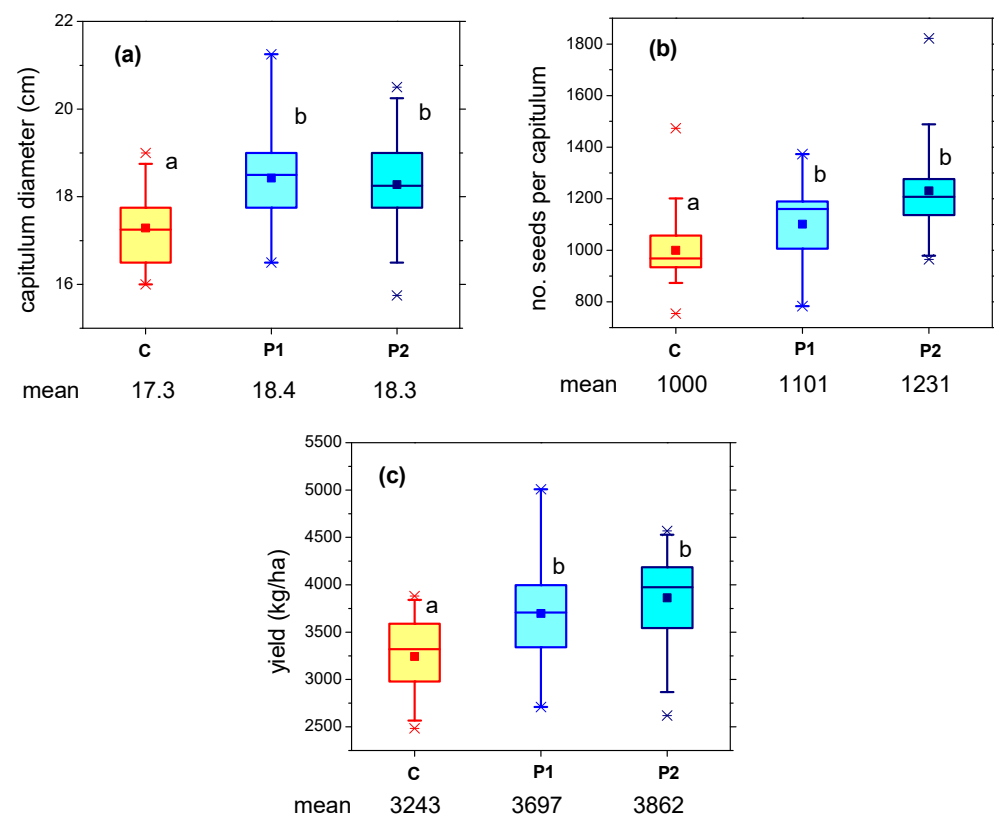 22
20
18
16
capitulum diameter (cm)
(a)
a
b
b
C P1 P2
mean 17.3 18.4 18.3
1800
1600
1400
1200
1000
800
no. seeds per capitulum
(b)
a
b
b
C P1 P2
mean 1000 1101 1231
5500
5000
4500
4000
3500
3000
2500
yield (kg/ha)
(c)
a
b
b
C P1 P2
mean 3243 3697 3862